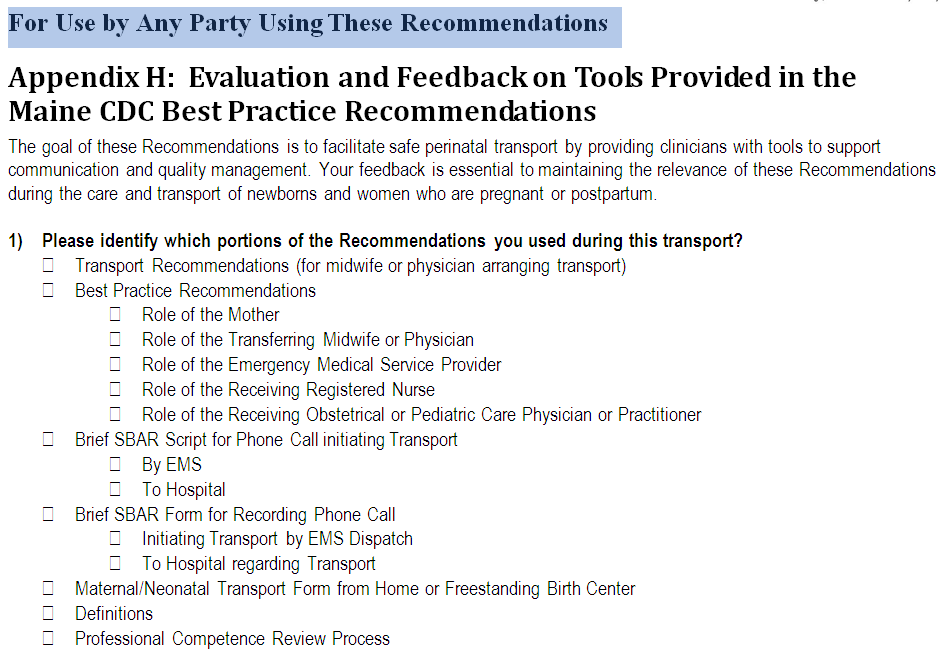 For Use by Any Party Using These Recommendations
Appendix H: Evaluation and Feedback on Tools Provided in the
Maine CDC Best Practice Recommendations
The goal of these Recommendations is to facilitate safe perinatal transport by providing clinicians with tools to support
communication and quality management. Your feedback is essential to maintaining the relevance of these Recommendations
during the care and transport of newborns and women who are pregnant or postpartum.
1) Please identify which portions of the Recommendations you used during this transport?
☐ Transport Recommendations (for midwife or physician arranging transport)
☐ Best Practice Recommendations
☐ Role of the Mother
☐ Role of the Transferring Midwife or Physician
☐ Role of the Emergency Medical Service Provider
☐ Role of the Receiving Registered Nurse
☐ Role of the Receiving Obstetrical or Pediatric Care Physician or Practitioner
☐ Brief SBAR Script for Phone Call initiating Transport
☐ By EMS
☐ To Hospital
☐ Brief SBAR Form for Recording Phone Call
☐ Initiating Transport by EMS Dispatch
☐ To Hospital regarding Transport
☐ Maternal/Neonatal Transport Form from Home or Freestanding Birth Center
☐ Definitions
☐ Professional Competence Review Process